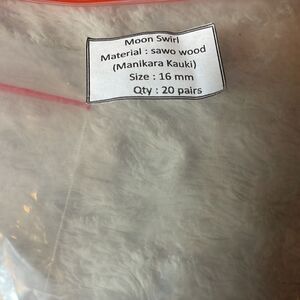 Moon Swirl
Material : sawo wood
(Manikara Kauki)
Size : 16 mm
Qty : 20 pairs